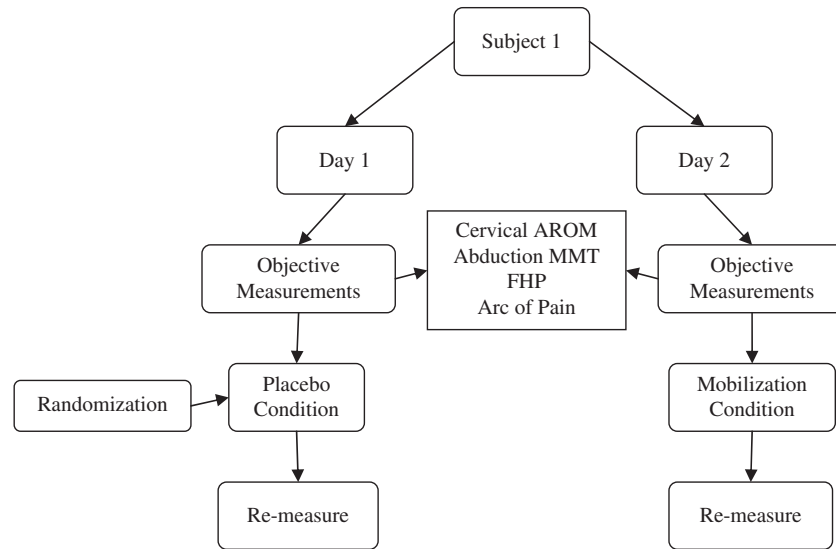 Subject 1
Day 1
Day 2
Cervical AROM
Abduction MMT
FHP
Arc of Pain
Objective
Measurements
Objective
Measurements
Randomization
Placebo
Condition
Mobilization
Condition
Re-measure
Re-measure